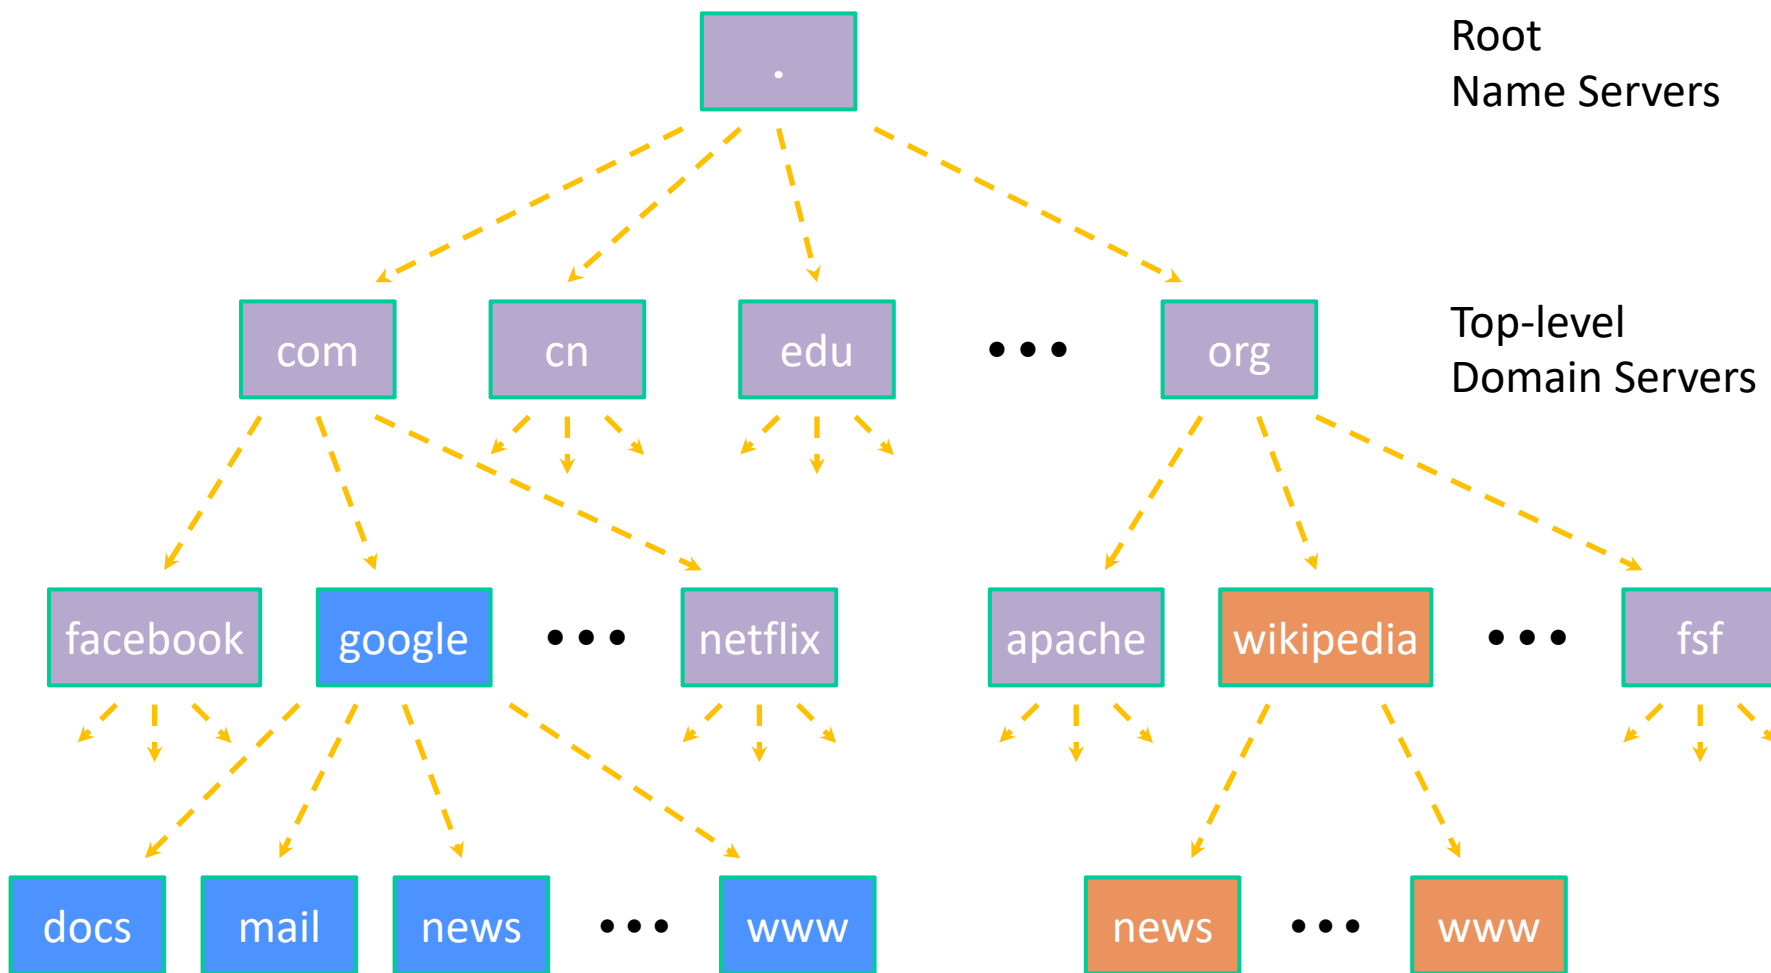 .
Root
Name Servers
com
cn
edu
•••
org
Top-level
Domain Servers
facebook
google
•••
netflix
apache
wikipedia
•••
fsf
docs
mail
news
•••
www
news
•••
www